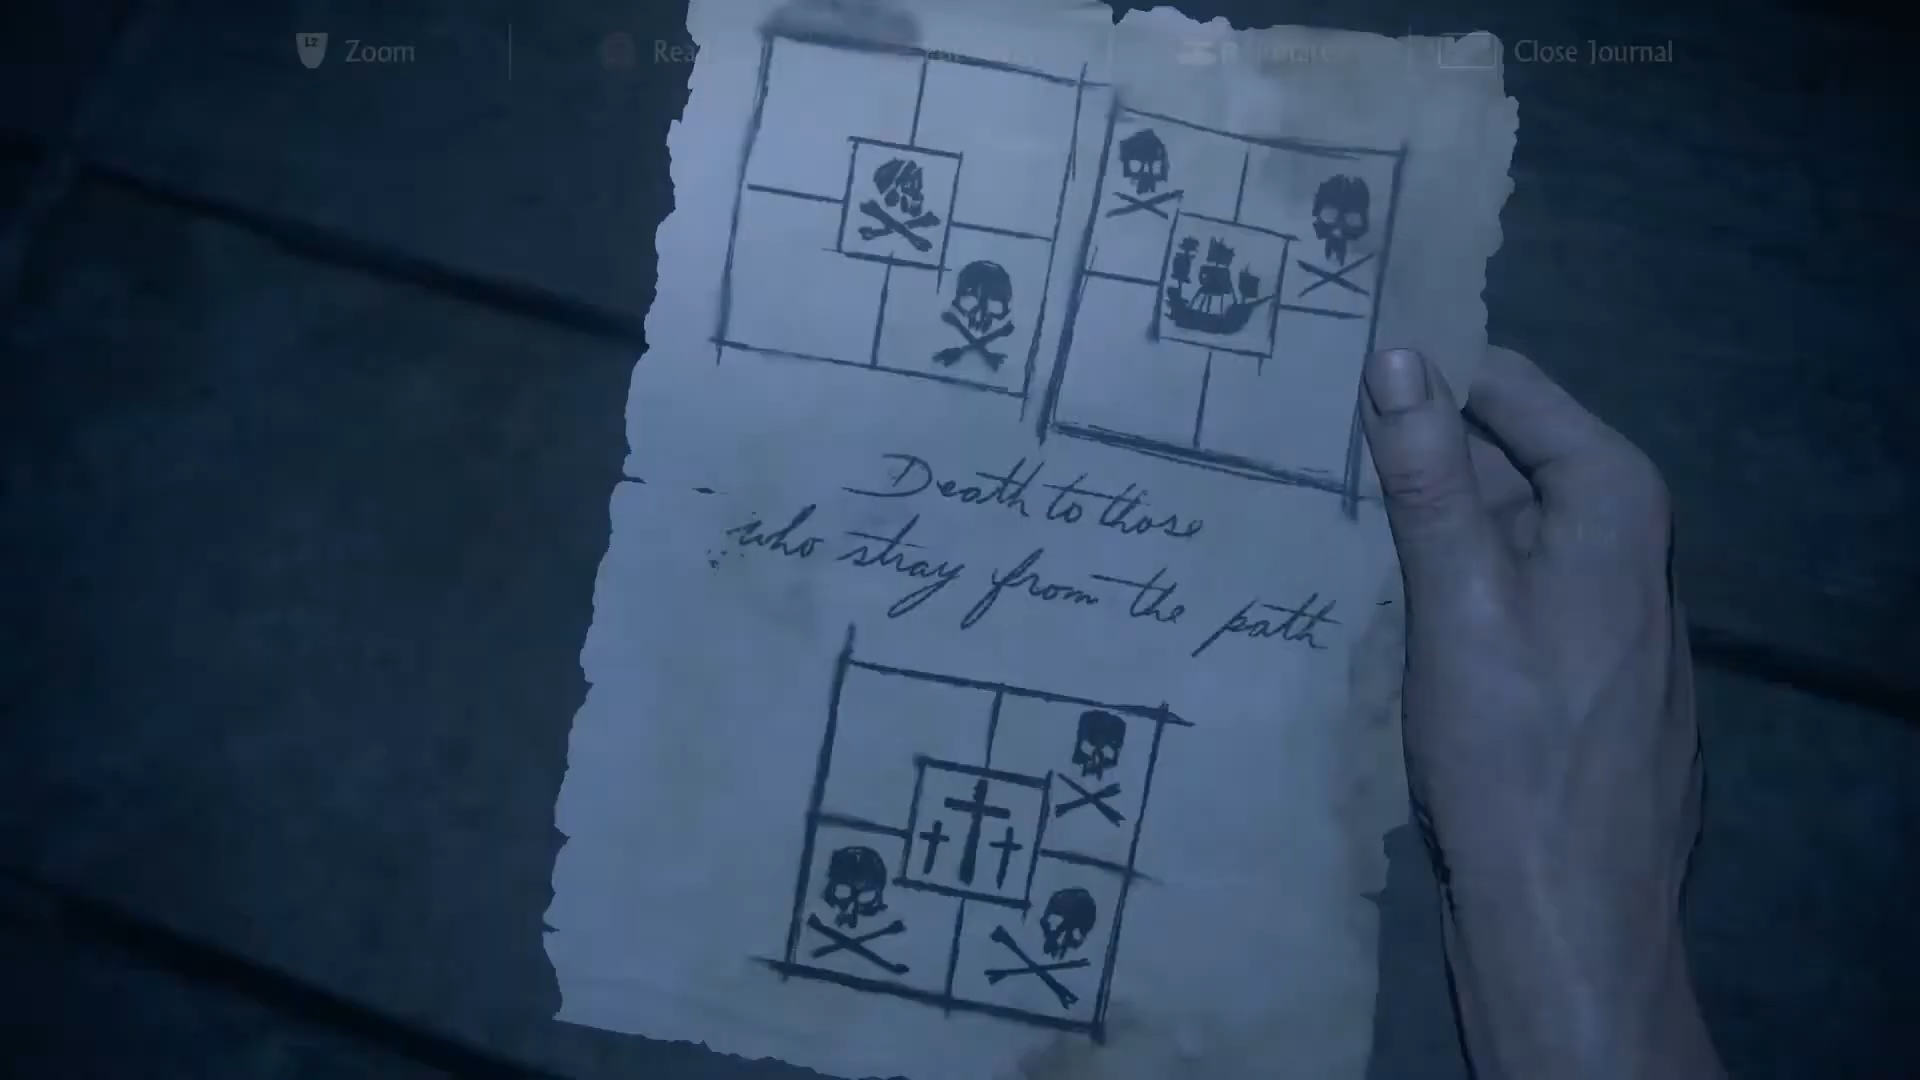 Zoom
Close Journal
Death to those
who stray from the path